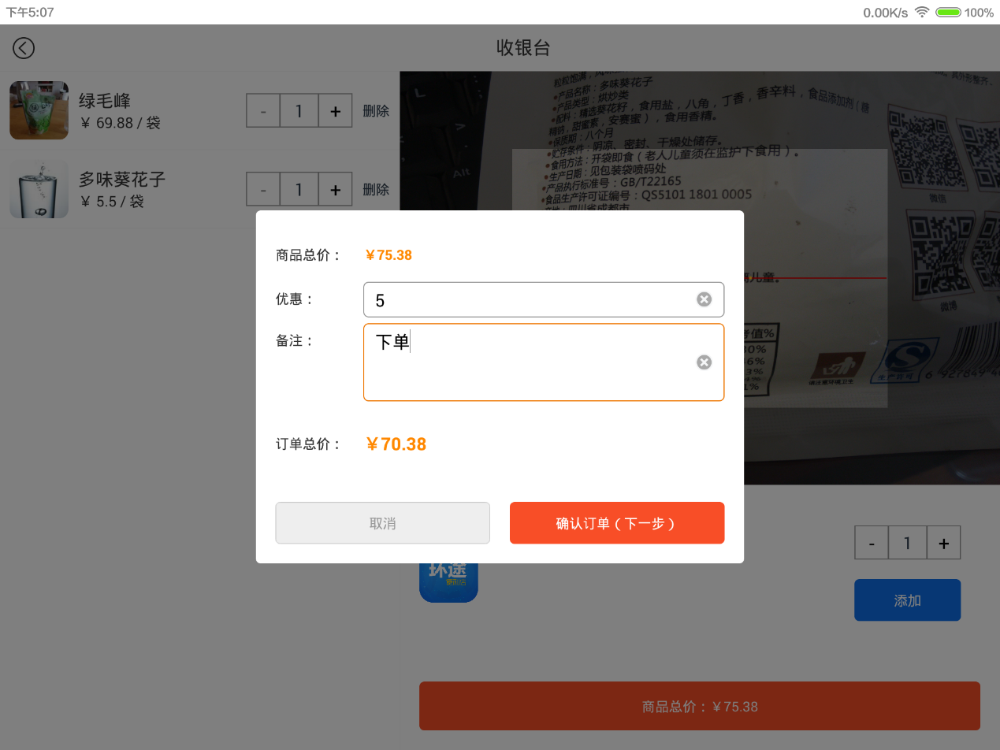 下午5:07
0.00K/s
100%
收银台
绿毛峰
¥ 69.88 / 袋
- 1 + 删除
多味葵花子
¥ 5.5 / 袋
- 1 + 删除
L
Alt
•产品名称：多味葵花子
•产品类型：烘炒类
•配料：精选葵花籽，食用盐，八角，丁香，香辛料，食品添加剂（糖
精钠，甜蜜素，安赛蜜），食用香精。
•保质期：八个月
•贮存条件：阴凉、密封、干燥处储存。
•食用方法：开袋即食（老人儿童须在监护下食用）。
•生产日期：见包装袋喷码处
•产品执行标准号：GB/T22165
•食品生产许可证编号：QS5101 1801 0005
微信
儿童。
微博
生产许可
商品总价： ¥75.38
优惠： 5
备注： 下单
订单总价： ¥70.38
取消
确认订单（下一步）
环途
- 1 +
添加
商品总价：¥75.38